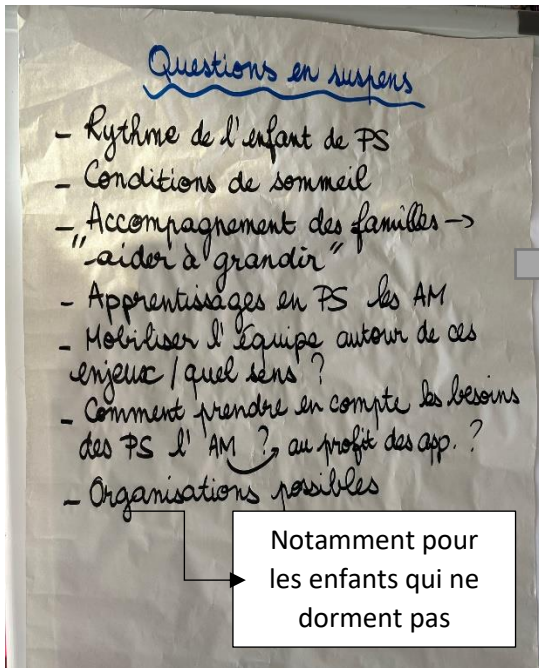 Questions en suspens
- Rythme de l'enfant de PS
- Conditions de sommeil
- Accompagnement des familles →
"aider à grandir"
- Apprentissages en PS les AM
- Mobiliser l'équipe autour de ces
enjeux / quel sens ?
- Comment prendre en compte les besoins
des PS l'AM ? au profit des app. ?
- Organisations possibles
Notamment pour
les enfants qui ne
dorment pas